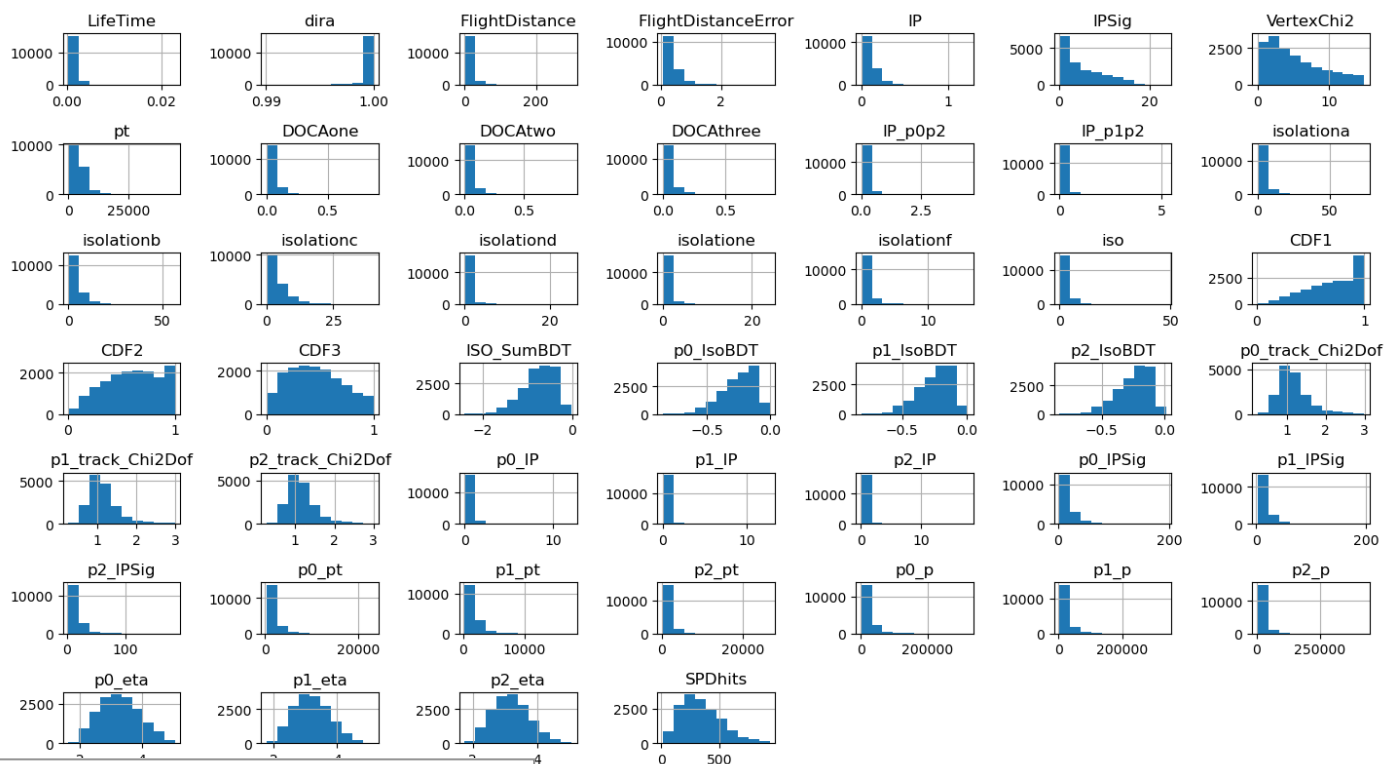 LifeTime dira FlightDistance FlightDistanceError IP IPSig VertexChi2
10000 10000 10000 10000 10000 5000 2500
0 0 0 0 0 0 0
0.00 0.02 0.99 1.00 0 200 0 2 0 1 0 20 0 10
pt DOCAone DOCAtwo DOCAthree IP_p0p2 IP_p1p2 isolationa
10000 10000 10000 10000 10000 10000 10000
0 0 0 0 0 0 0
0 25000 0.0 0.5 0.0 0.5 0.0 0.5 0.0 2.5 0 5 0 50
isolationb isolationc isolationd isolatione isolationf iso CDF1
10000 10000 10000 10000 10000 10000 2500
0 0 0 0 0 0 0
0 50 0 25 0 20 0 20 0 10 0 50 0 1
CDF2 CDF3 ISO_SumBDT p0_IsoBDT p1_IsoBDT p2_IsoBDT p0_track_Chi2Dof
2000 2000 2500 2500 2500 2500 5000
0 0 0 0 0 0 0
0 1 0 1 −2 0 −0.5 0.0 −0.5 0.0 −0.5 0.0 1 2 3
p1_track_Chi2Dof p2_track_Chi2Dof p0_IP p1_IP p2_IP p0_IPSig p1_IPSig
5000 5000 10000 10000 10000 10000 10000
0 0 0 0 0 0 0
1 2 3 1 2 3 0 10 0 10 0 10 0 200 0 200
p2_IPSig p0_pt p1_pt p2_pt p0_p p1_p p2_p
10000 10000 10000 10000 10000 10000 10000
0 0 0 0 0 0 0
0 100 0 20000 0 10000 0 20000 0 200000 0 200000 0 250000
p0_eta p1_eta p2_eta SPDhits
2500 2500 2500 2500
0 0 0 0
2 4 2 4 2 4 0 500